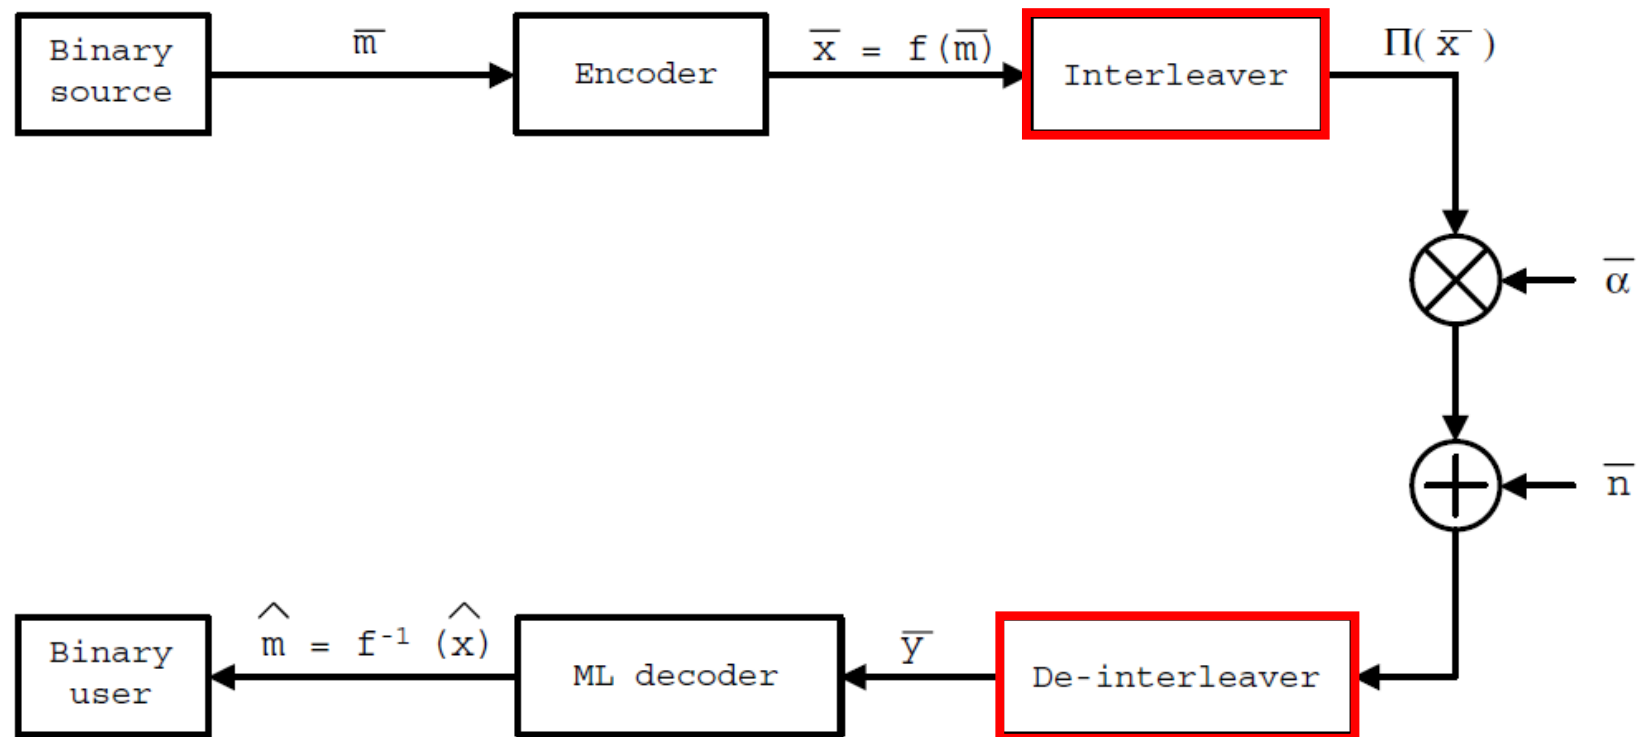 Binary
source
m̅
Encoder
x̅ = f(m̅)
Interleaver
Π( x̅ )
α̅
n̅
Binary
user
m̂ = f⁻¹ (x̂)
ML decoder
y̅
De-interleaver